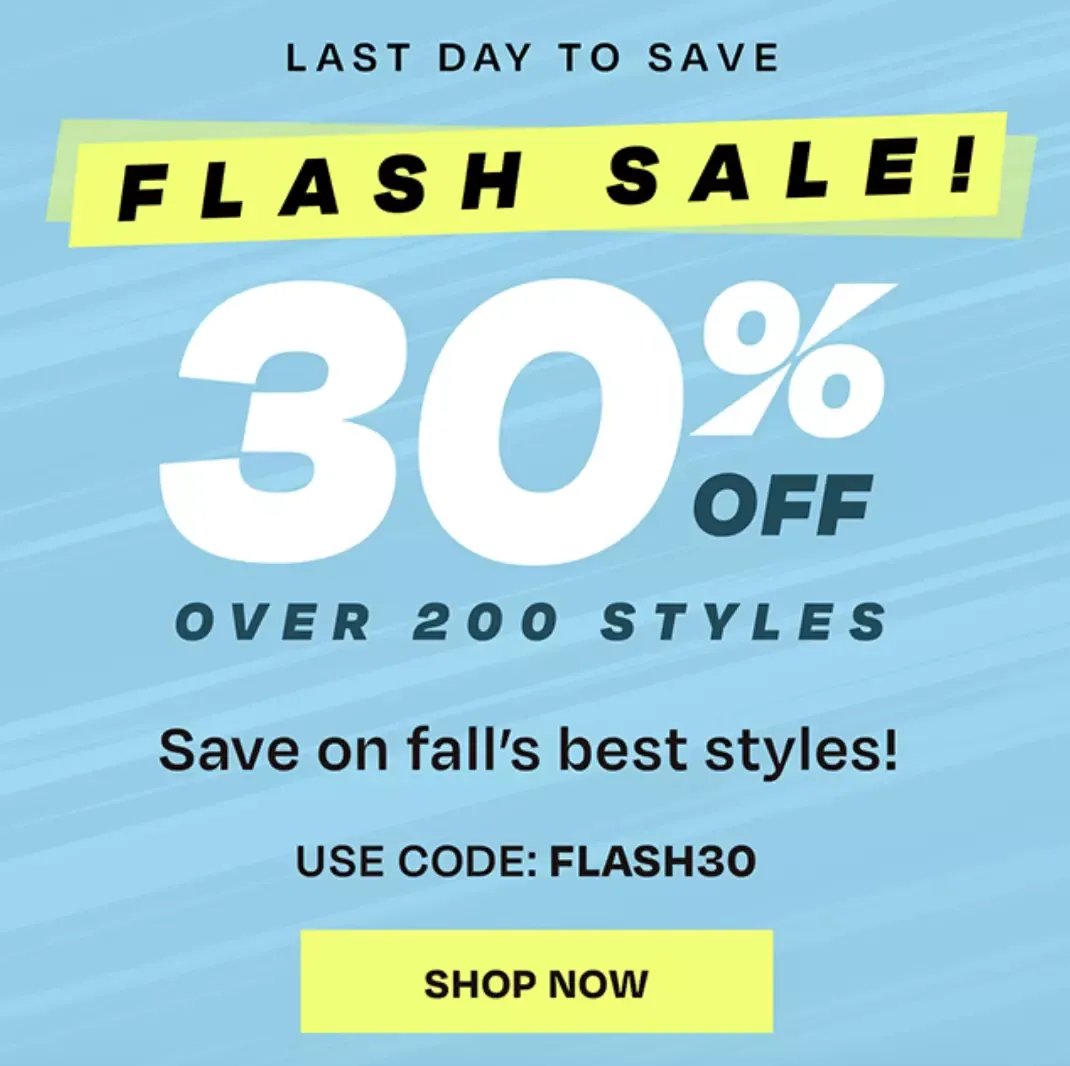 LAST DAY TO SAVE
FLASH SALE!
30%
OFF
OVER 200 STYLES
Save on fall's best styles!
USE CODE: FLASH30
SHOP NOW